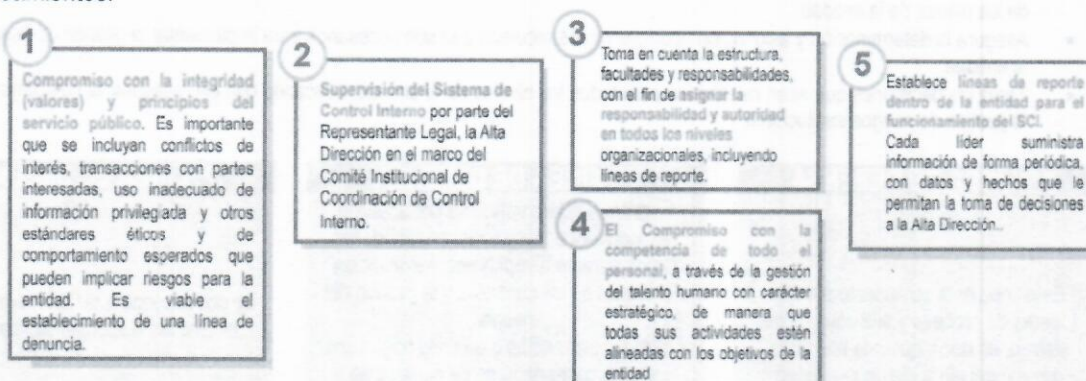 1
Compromiso con la integridad
(valores) y principios del
servicio público. Es importante
que se incluyan conflictos de
interés, transacciones con partes
interesadas, uso inadecuado de
información privilegiada y otros
estándares éticos y de
comportamiento esperados que
pueden implicar riesgos para la
entidad. Es viable el
establecimiento de una línea de
denuncia.
2
Supervisión del Sistema de
Control Interno por parte del
Representante Legal, la Alta
Dirección en el marco del
Comité Institucional de
Coordinación de Control
Interno.
3
Toma en cuenta la estructura,
facultades y responsabilidades,
con el fin de asignar la
responsabilidad y autoridad
en todos los niveles
organizacionales, incluyendo
líneas de reporte.
4
El Compromiso con la
competencia de todo el
personal, a través de la gestión
del talento humano con carácter
estratégico, de manera que
todas sus actividades estén
alineadas con los objetivos de la
entidad
5
Establece líneas de reporte
dentro de la entidad para el
funcionamiento del SCI.
Cada líder suministra
información de forma periódica,
con datos y hechos que le
permitan la toma de decisiones
a la Alta Dirección..